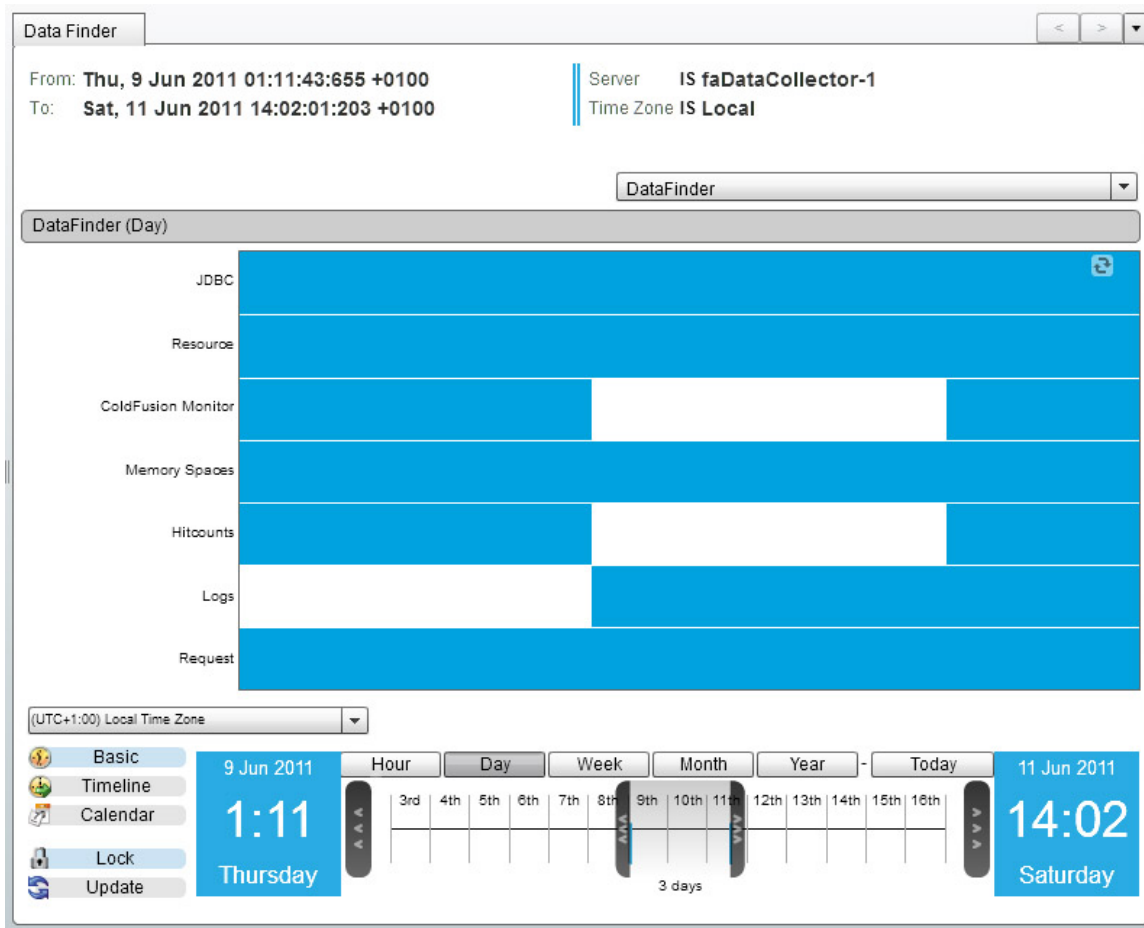 Data Finder
< >
From: Thu, 9 Jun 2011 01:11:43:655 +0100
Server IS faDataCollector-1
To: Sat, 11 Jun 2011 14:02:01:203 +0100
Time Zone IS Local
DataFinder
DataFinder (Day)
JDBC
Resource
ColdFusion Monitor
Memory Spaces
Hitcounts
Logs
Request
(UTC+1:00) Local Time Zone
Basic
Timeline
Calendar
Lock
Update
9 Jun 2011
1:11
Thursday
Hour Day Week Month Year - Today
3rd 4th 5th 6th 7th 8th 9th 10th 11th 12th 13th 14th 15th 16th
3 days
11 Jun 2011
14:02
Saturday